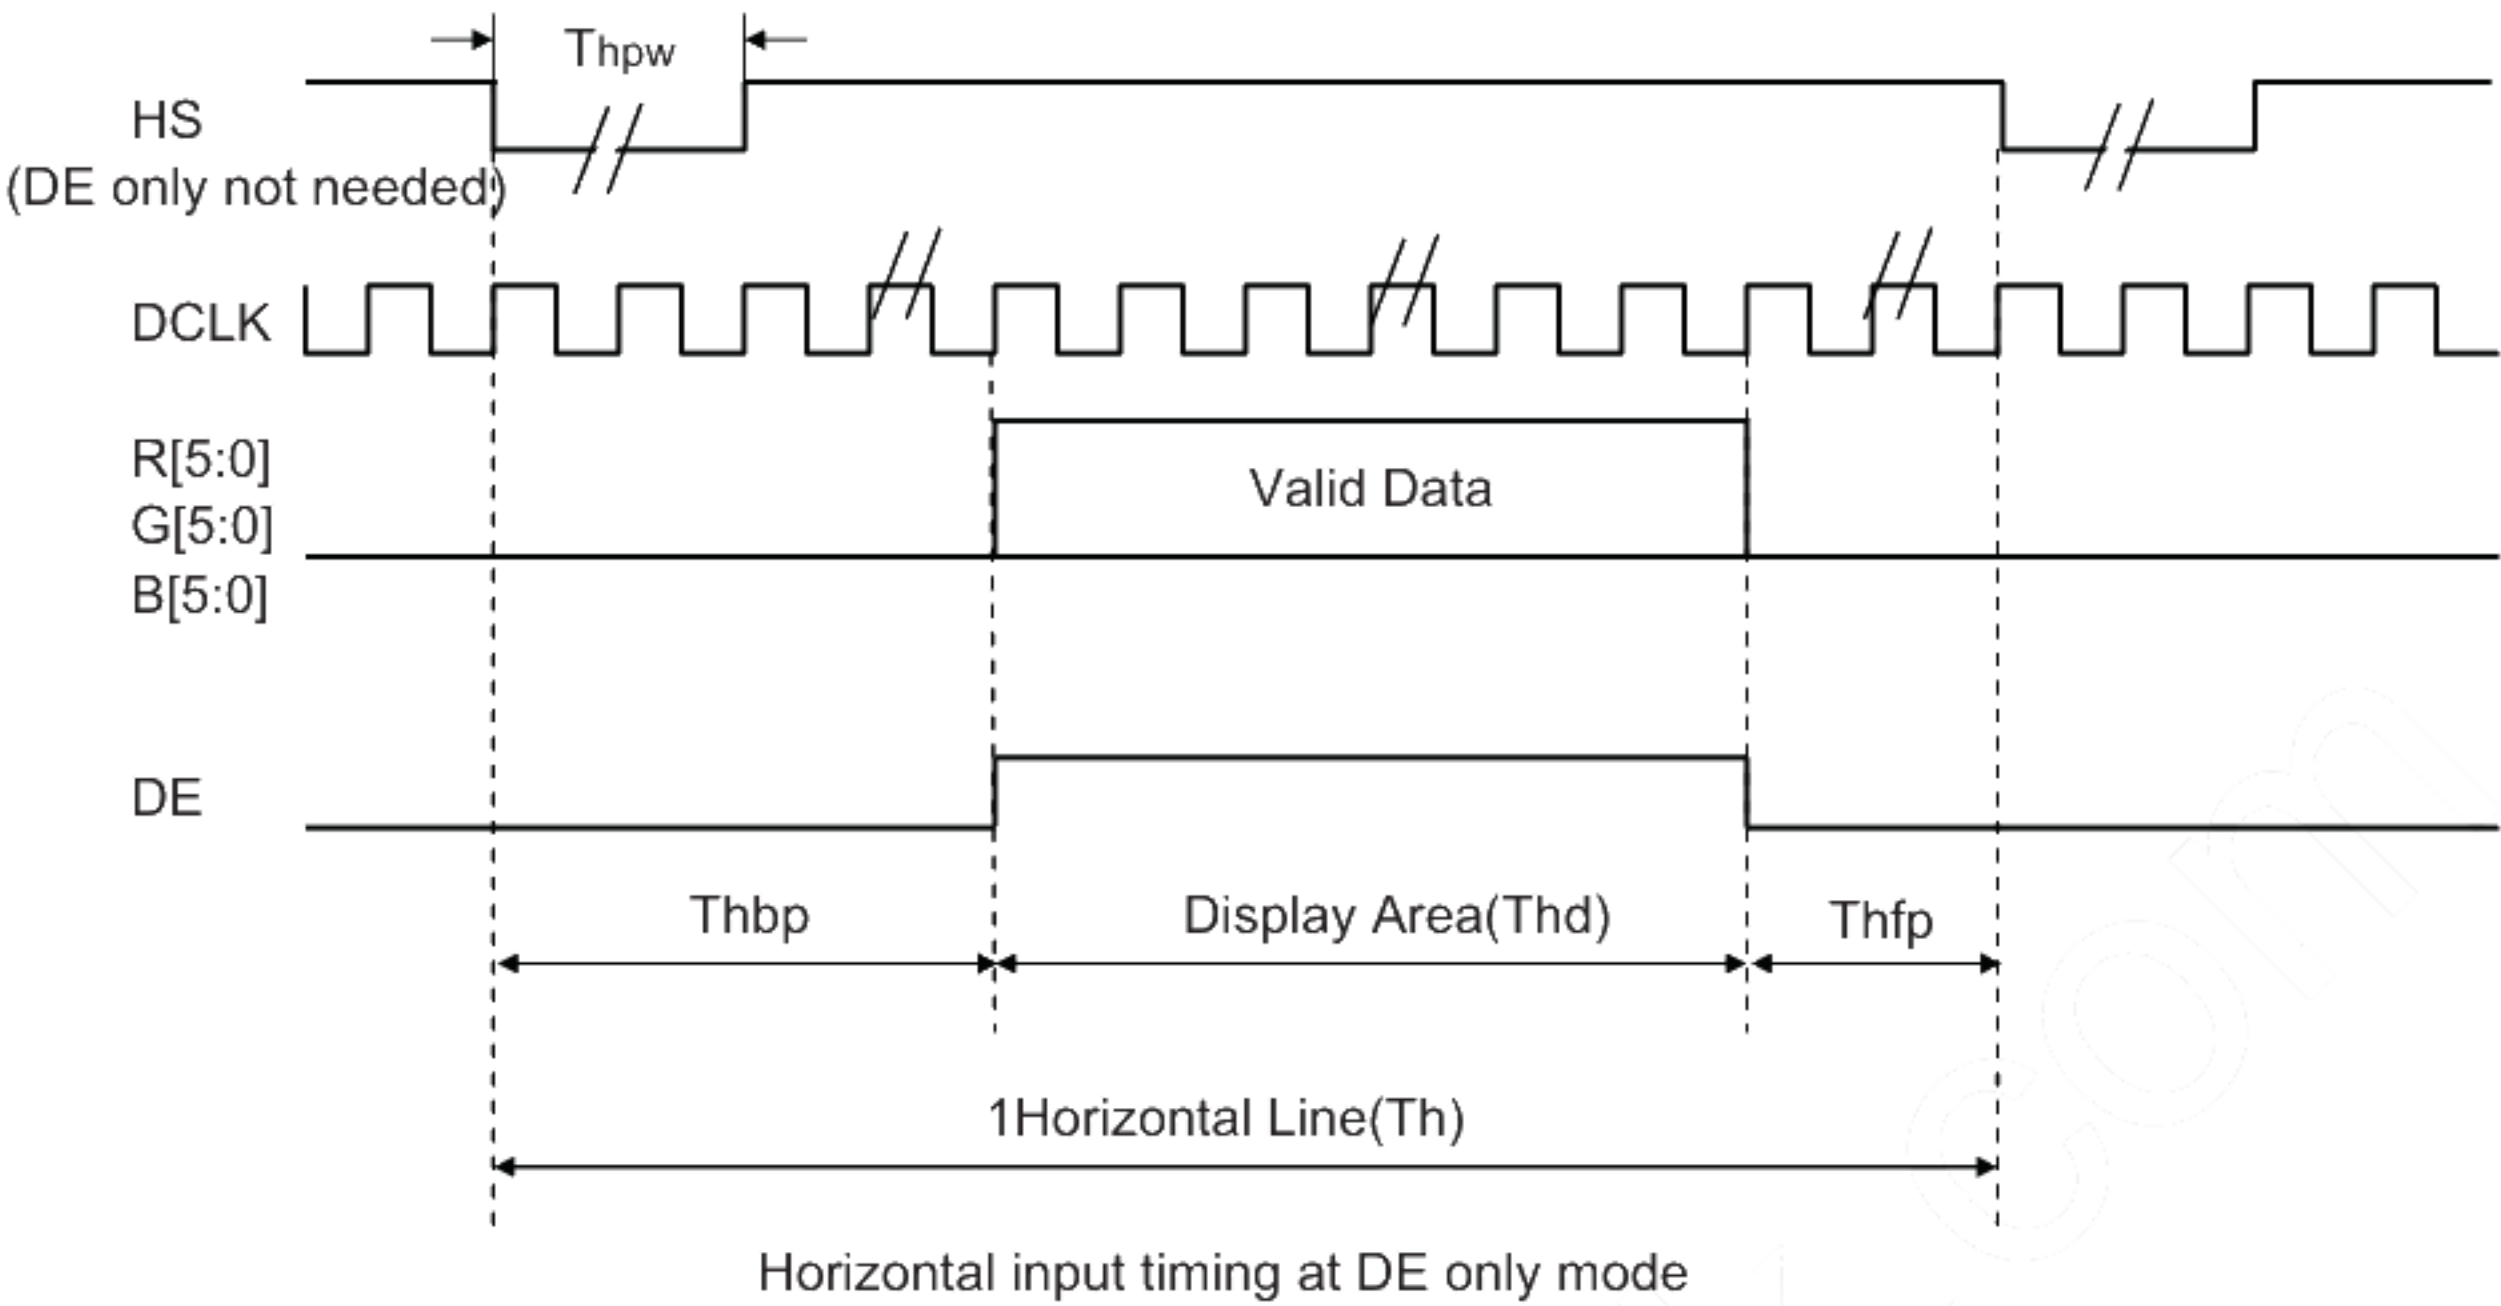 Thpw
HS
(DE only not needed)
DCLK
R[5:0]
G[5:0]
B[5:0]
Valid Data
DE
Thbp
Display Area(Thd)
Thfp
1Horizontal Line(Th)
Horizontal input timing at DE only mode
com